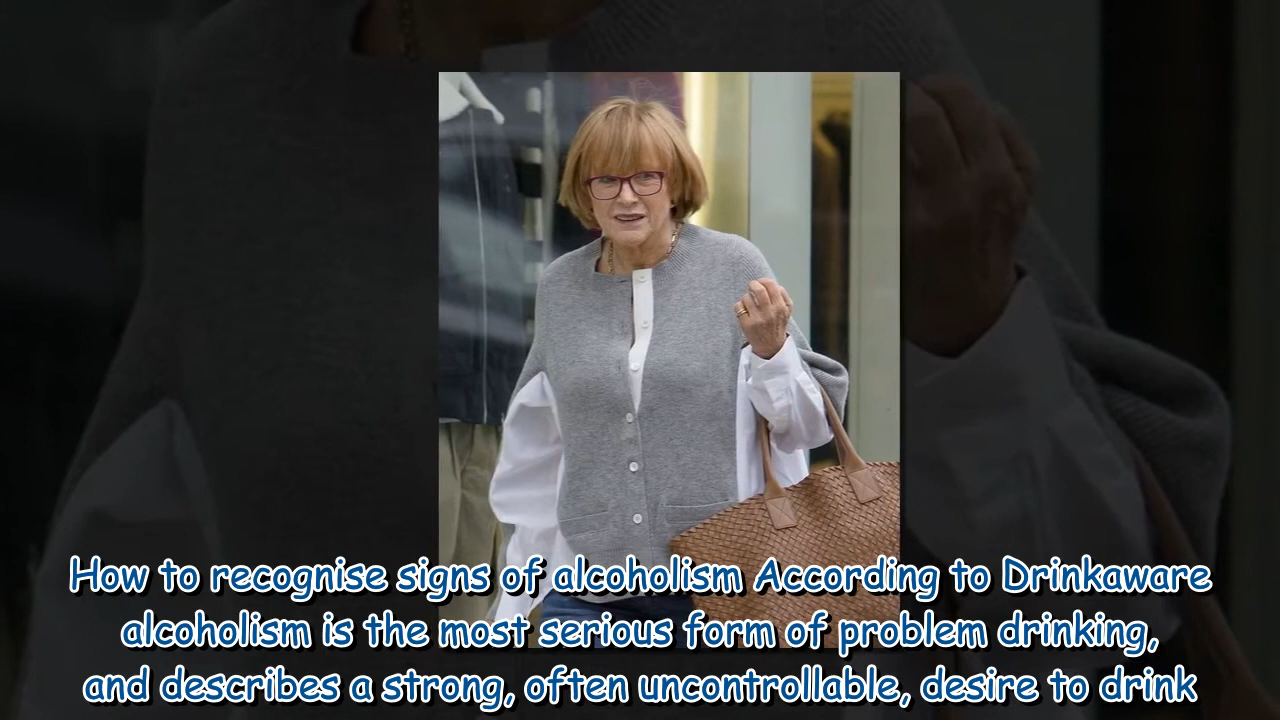 How to recognise signs of alcoholism According to Drinkaware
alcoholism is the most serious form of problem drinking,
and describes a strong, often uncontrollable, desire to drink